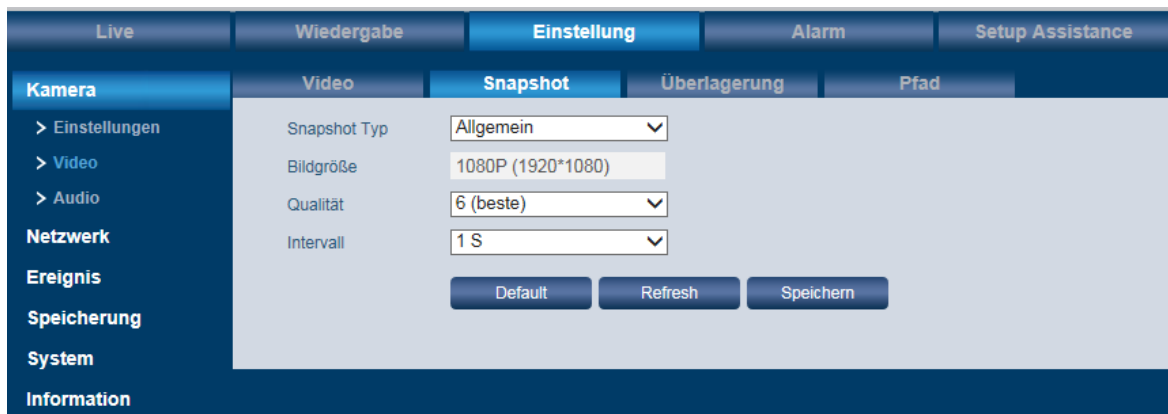 Live Wiedergabe Einstellung Alarm Setup Assistance
Kamera Video Snapshot Überlagerung Pfad
> Einstellungen Snapshot Typ Allgemein
> Video Bildgröße 1080P (1920*1080)
> Audio Qualität 6 (beste)
Netzwerk Intervall 1 S
Ereignis Default Refresh Speichern
Speicherung
System
Information